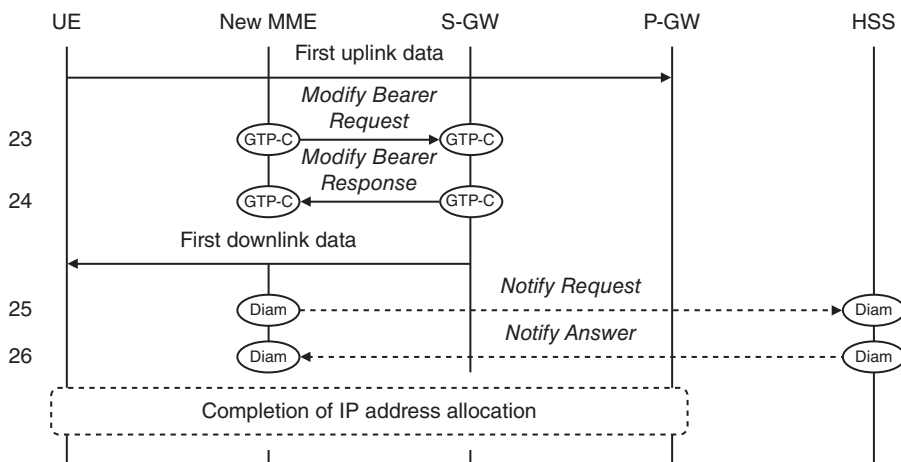 UE New MME S-GW P-GW HSS
First uplink data
Modify Bearer
Request
23 GTP-C GTP-C
Modify Bearer
Response
24 GTP-C GTP-C
First downlink data
Notify Request
25 Diam Diam
Notify Answer
26 Diam Diam
Completion of IP address allocation